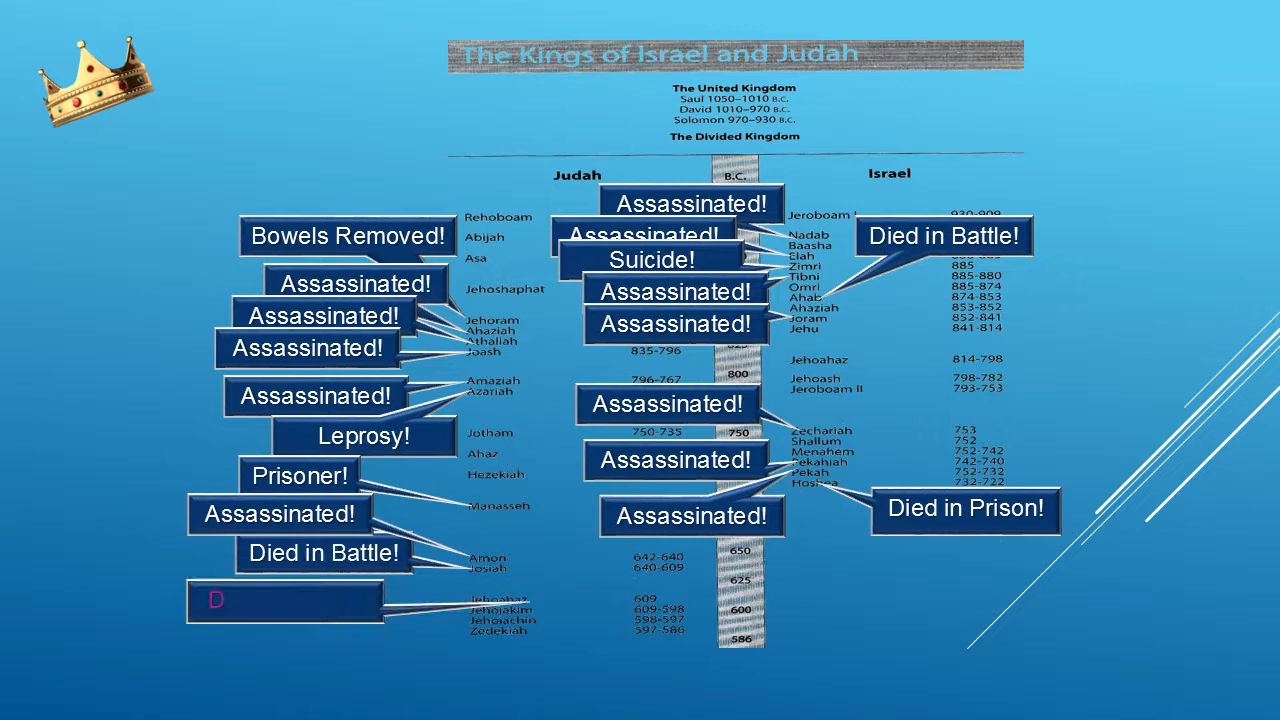 The Kings of Israel and Judah
The United Kingdom
Saul 1050–1010 B.C.
David 1010–970 B.C.
Solomon 970–930 B.C.
The Divided Kingdom
Judah
B.C.
Israel
Rehoboam
Abijah
Asa
Jehoshaphat
Jehoram
Ahaziah
Athaliah
Joash 835-796
Amaziah 796-767
Azariah
Jotham 750-735
Ahaz
Hezekiah
Manasseh
Amon 642-640
Josiah 640-609
Jehoahaz 609
Jehoiakim 609-598
Jehoiachin 598-597
Zedekiah 597-586
Bowels Removed!
Assassinated!
Assassinated!
Assassinated!
Assassinated!
Leprosy!
Prisoner!
Assassinated!
Died in Battle!
D
800
750
650
625
600
586
Assassinated!
Assassinated!
Suicide!
Assassinated!
Assassinated!
Assassinated!
Assassinated!
Assassinated!
Jeroboam I 930-909
Nadab
Baasha
Elah
Zimri 885
Tibni 885-880
Omri 885-874
Ahab 874-853
Ahaziah 853-852
Joram 852-841
Jehu 841-814
Jehoahaz 814-798
Jehoash 798-782
Jeroboam II 793-753
Zechariah 753
Shallum 752
Menahem 752-742
Pekahiah 742-740
Pekah 752-732
Hoshea 732-722
Died in Battle!
Died in Prison!